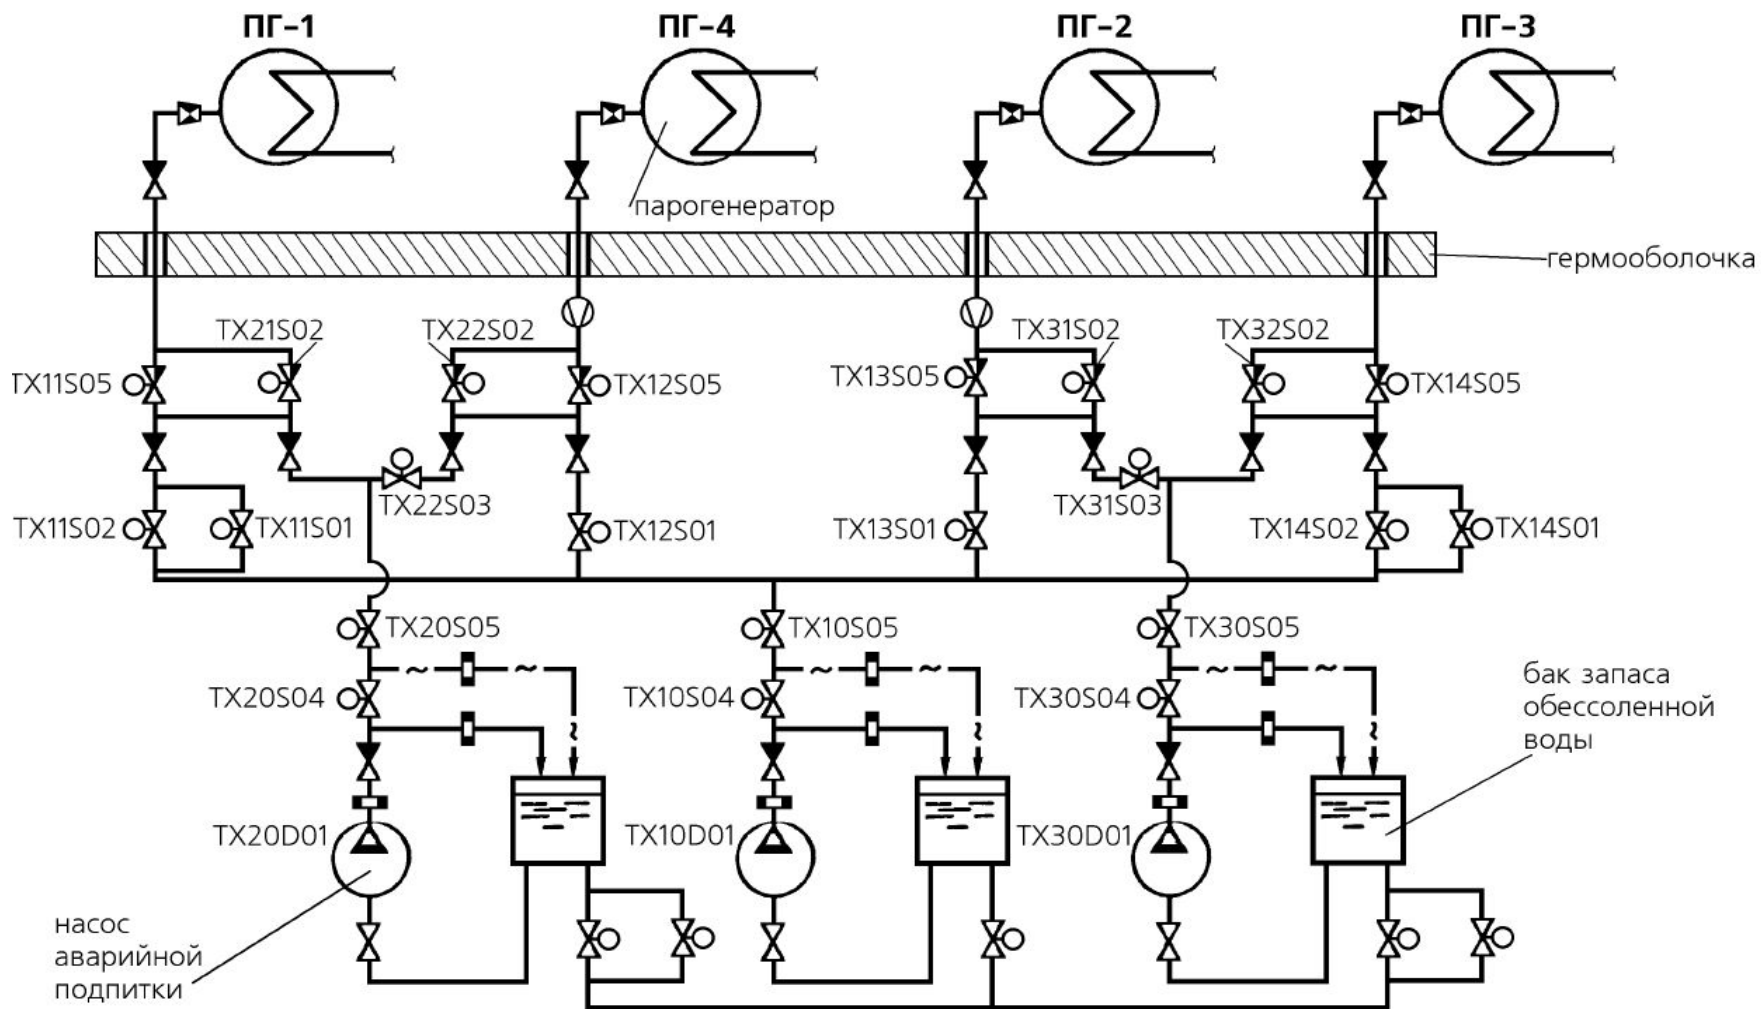 ПГ-1
ПГ-4
ПГ-2
ПГ-3
парогенератор
гермооболочка
TX21S02
TX22S02
TX31S02
TX32S02
TX11S05
TX12S05
TX13S05
TX14S05
TX22S03
TX31S03
TX11S02
TX11S01
TX12S01
TX13S01
TX14S02
TX14S01
TX20S05
TX10S05
TX30S05
TX20S04
TX10S04
TX30S04
бак запаса
обессоленной
воды
TX20D01
TX10D01
TX30D01
насос
аварийной
подпитки